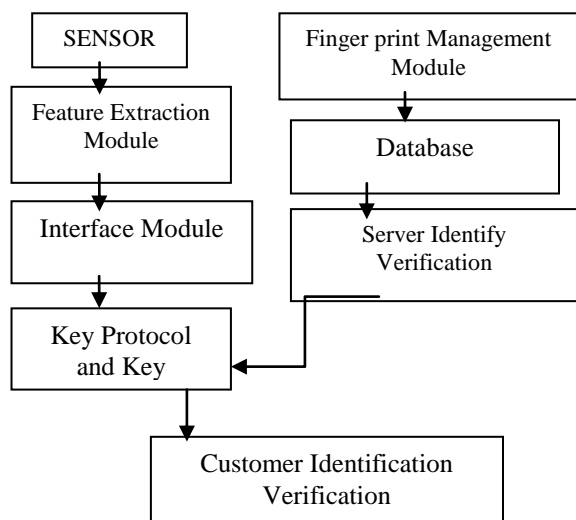 SENSOR
Finger print Management
Module
Feature Extraction
Module
Database
Interface Module
Server Identify
Verification
Key Protocol
and Key
Customer Identification
Verification